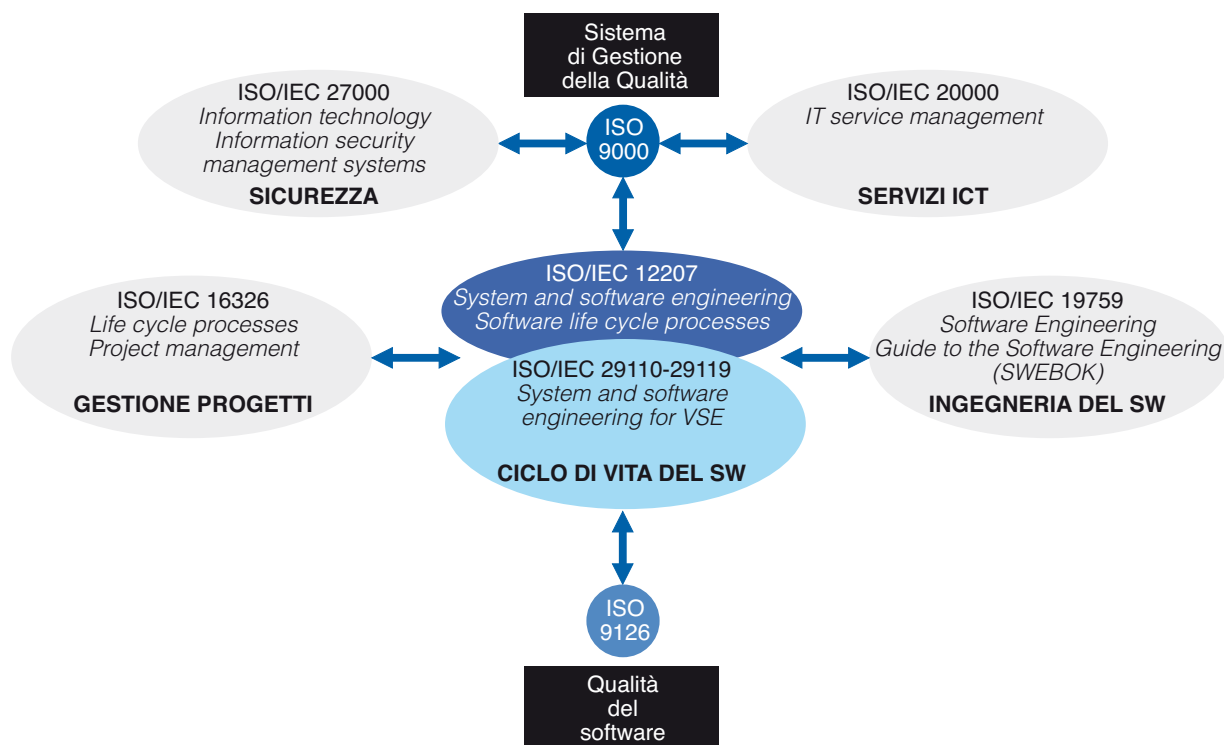 Sistema
di Gestione
della Qualità
ISO/IEC 27000
Information technology
Information security
management systems
SICUREZZA
ISO
9000
ISO/IEC 20000
IT service management
SERVIZI ICT
ISO/IEC 16326
Life cycle processes
Project management
GESTIONE PROGETTI
ISO/IEC 12207
System and software engineering
Software life cycle processes
ISO/IEC 29110-29119
System and software
engineering for VSE
CICLO DI VITA DEL SW
ISO/IEC 19759
Software Engineering
Guide to the Software Engineering
(SWEBOK)
INGEGNERIA DEL SW
ISO
9126
Qualità
del
software